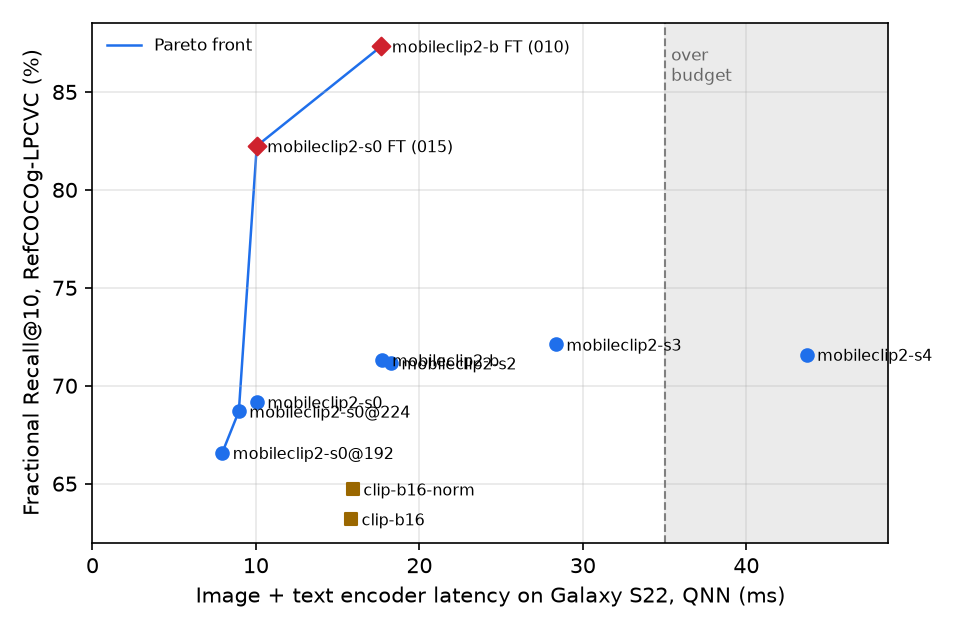 Pareto front
over
budget
mobileclip2-b FT (010)
mobileclip2-s0 FT (015)
mobileclip2-b
mobileclip2-s2
mobileclip2-s3
mobileclip2-s4
mobileclip2-s0
mobileclip2-s0@224
mobileclip2-s0@192
clip-b16-norm
clip-b16
85
80
75
70
65
0
10
20
30
40
Fractional Recall@10, RefCOCOg-LPCVC (%)
Image + text encoder latency on Galaxy S22, QNN (ms)